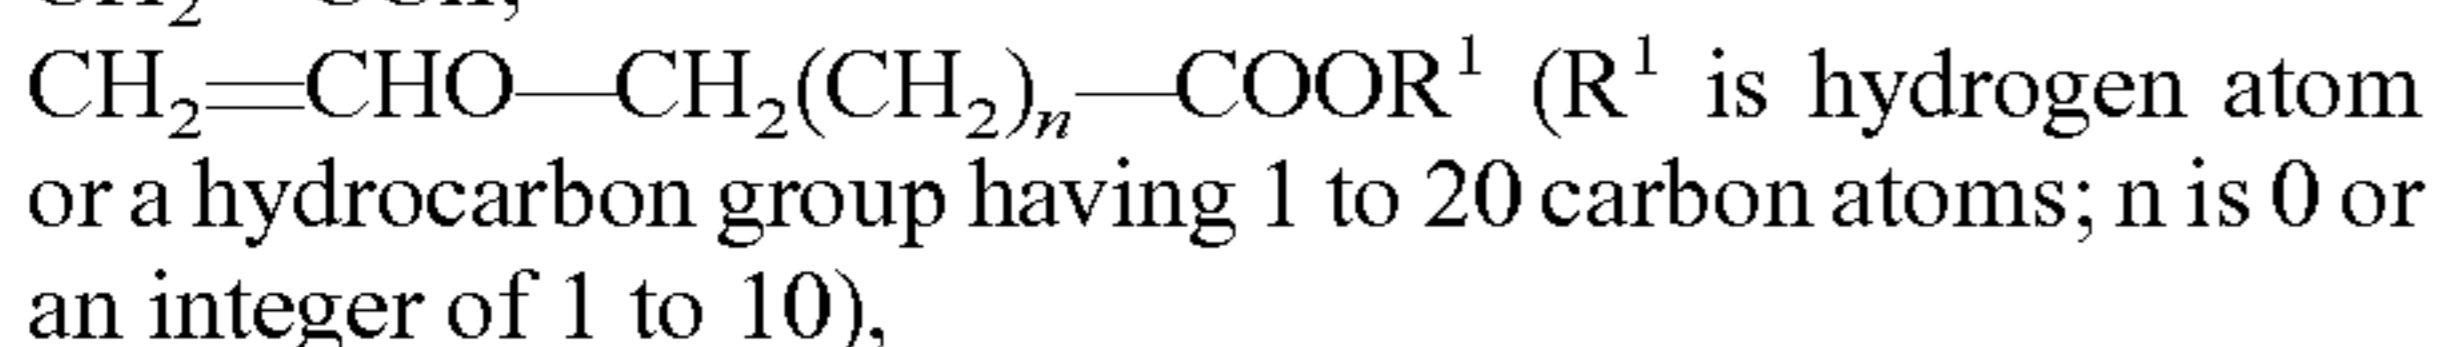 CH₂=CHO—CH₂(CH₂)ₙ—COOR¹ (R¹ is hydrogen atom
or a hydrocarbon group having 1 to 20 carbon atoms; n is 0 or
an integer of 1 to 10),